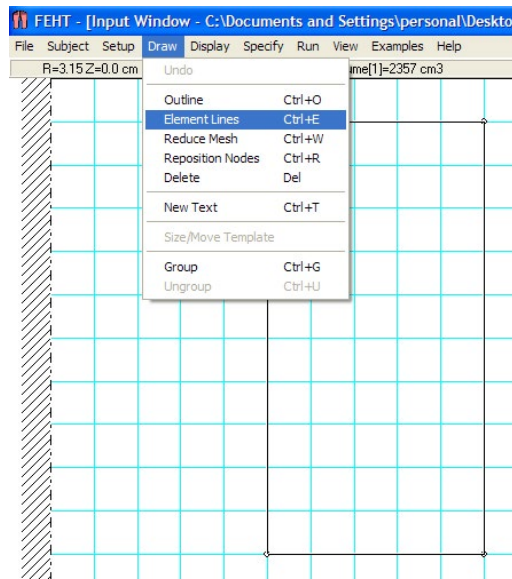 FEHT - [Input Window - C:\Documents and Settings\personal\Deskto
File Subject Setup Draw Display Specify Run View Examples Help
R=3.15 Z=0.0 cm ume[1]=2357 cm3
Undo
Outline Ctrl+O
Element Lines Ctrl+E
Reduce Mesh Ctrl+W
Reposition Nodes Ctrl+R
Delete Del
New Text Ctrl+T
Size/Move Template
Group Ctrl+G
Ungroup Ctrl+U